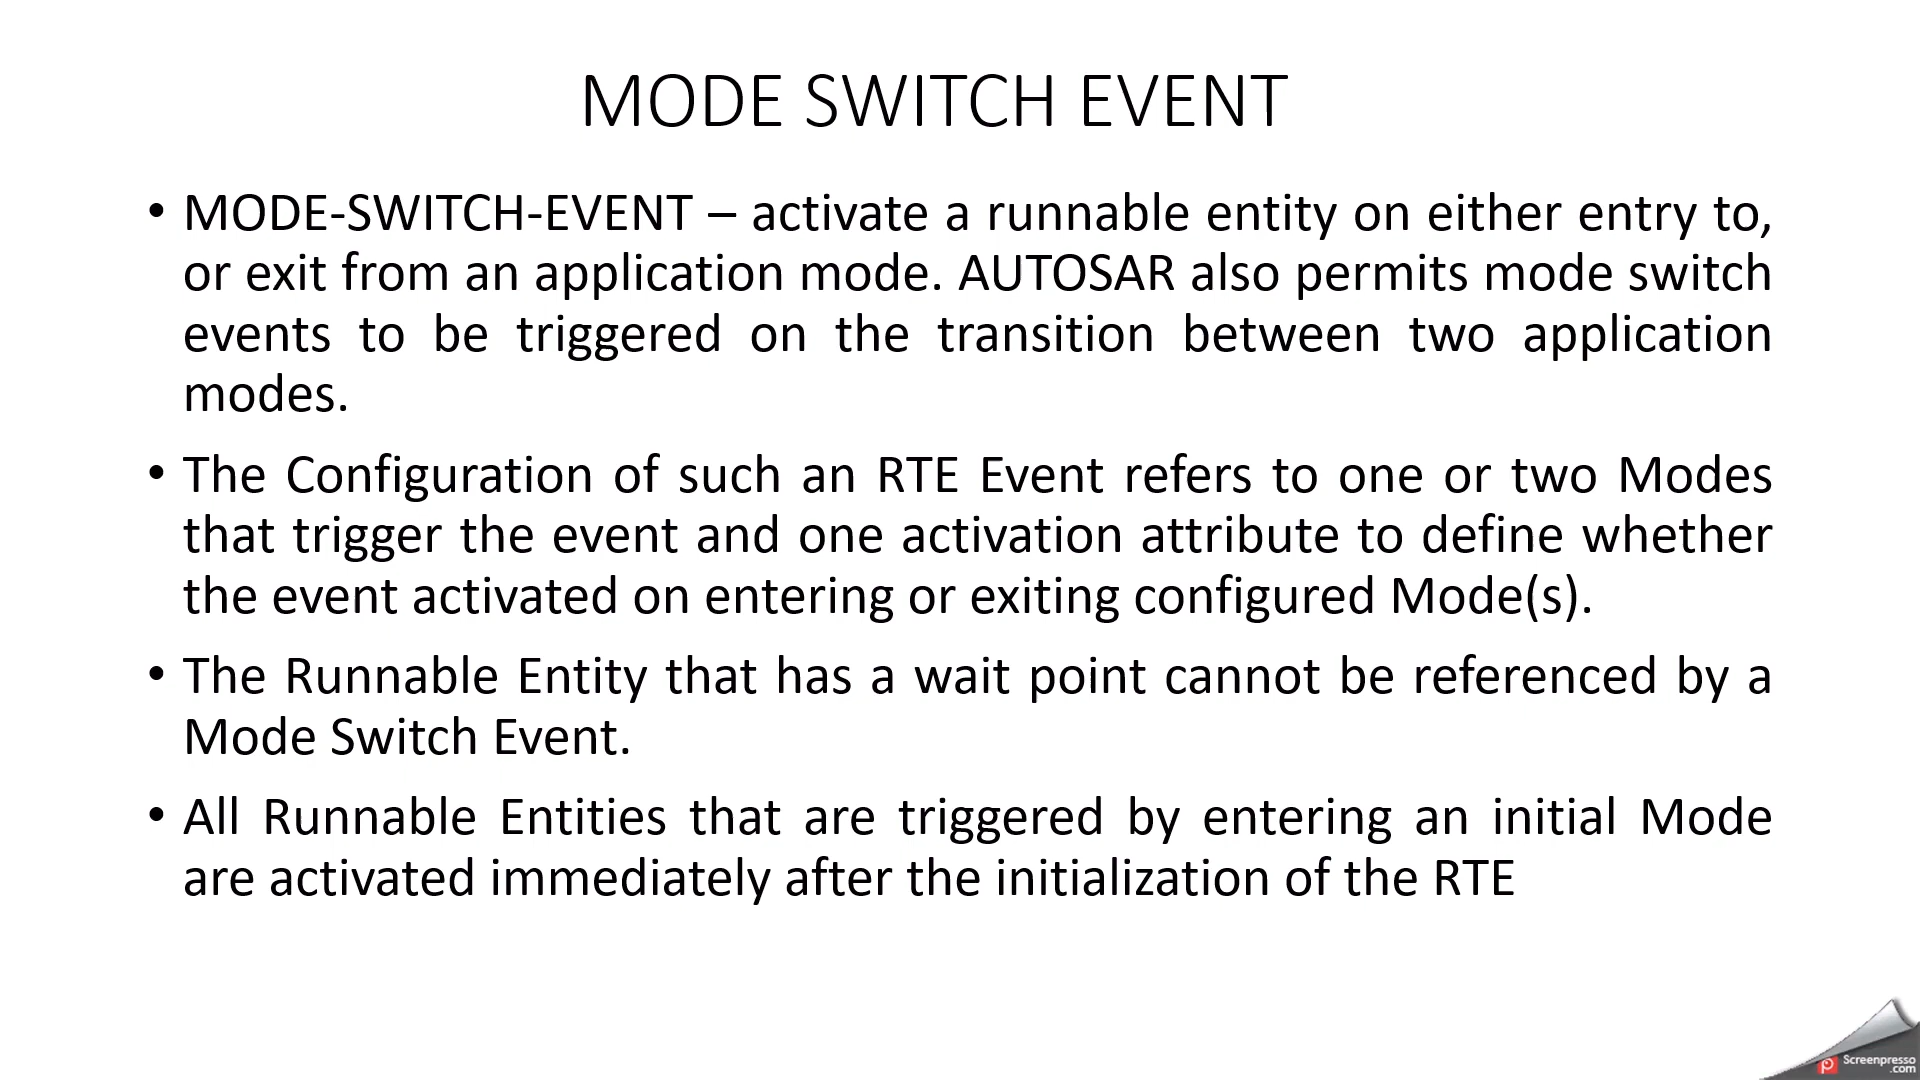 MODE SWITCH EVENT
• MODE-SWITCH-EVENT – activate a runnable entity on either entry to,
or exit from an application mode. AUTOSAR also permits mode switch
events to be triggered on the transition between two application
modes.
• The Configuration of such an RTE Event refers to one or two Modes
that trigger the event and one activation attribute to define whether
the event activated on entering or exiting configured Mode(s).
• The Runnable Entity that has a wait point cannot be referenced by a
Mode Switch Event.
• All Runnable Entities that are triggered by entering an initial Mode
are activated immediately after the initialization of the RTE
Screenpresso
.com